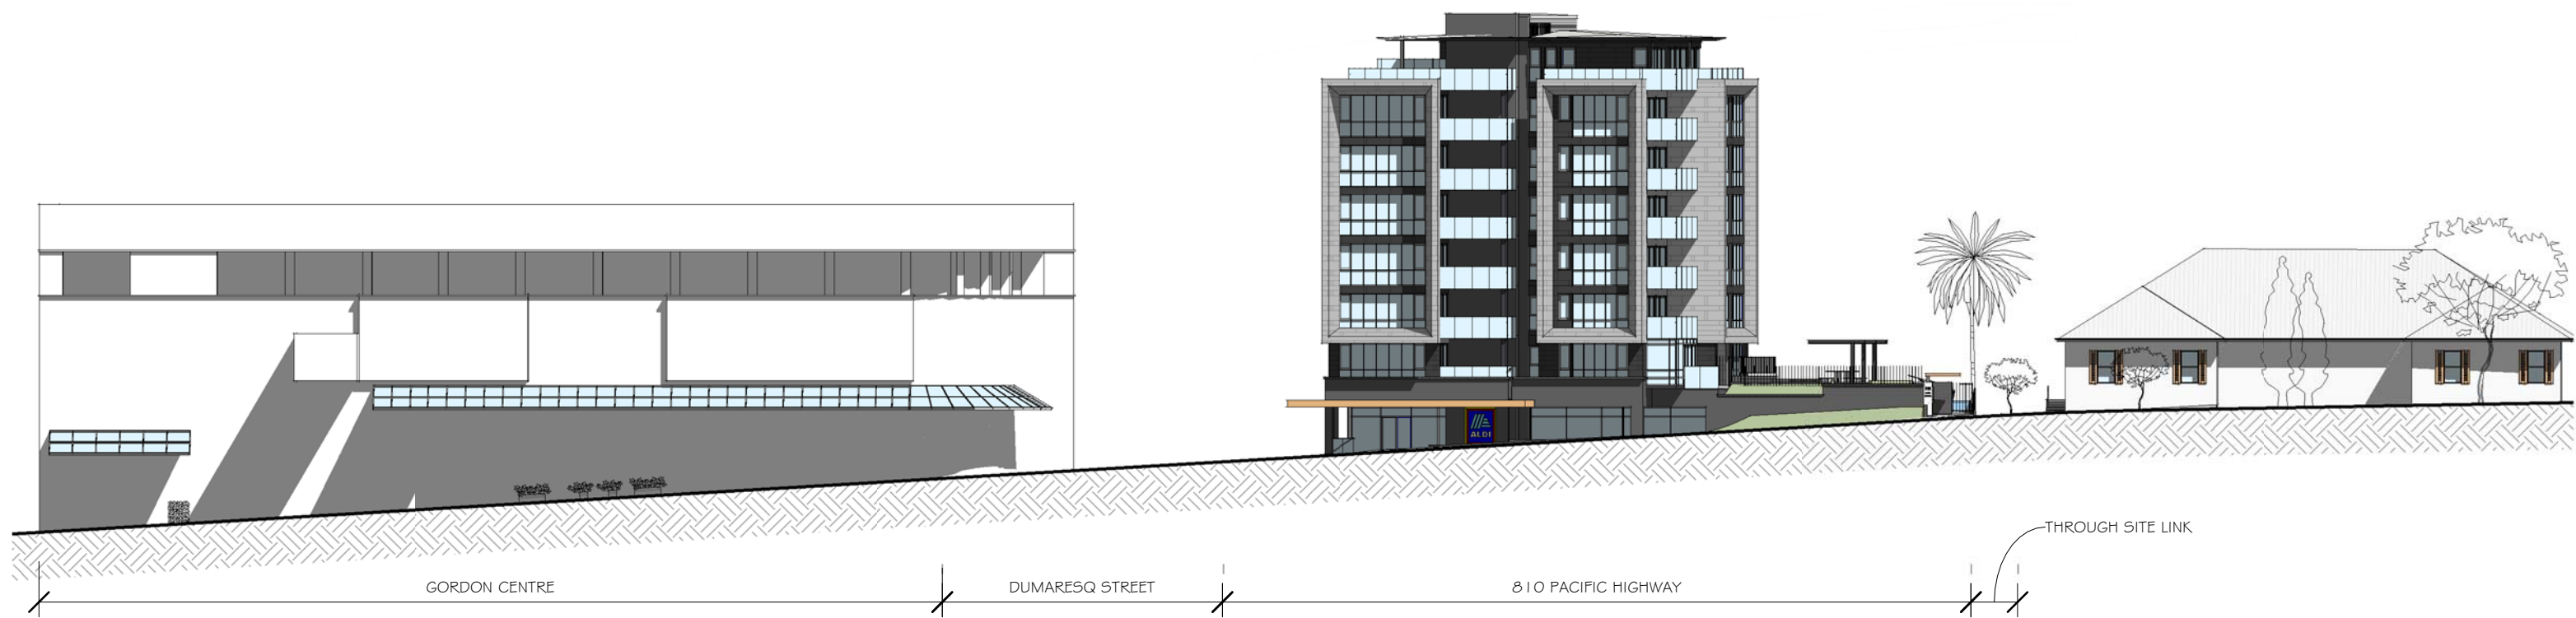 ALDI
THROUGH SITE LINK
GORDON CENTRE
DUMARESQ STREET
810 PACIFIC HIGHWAY